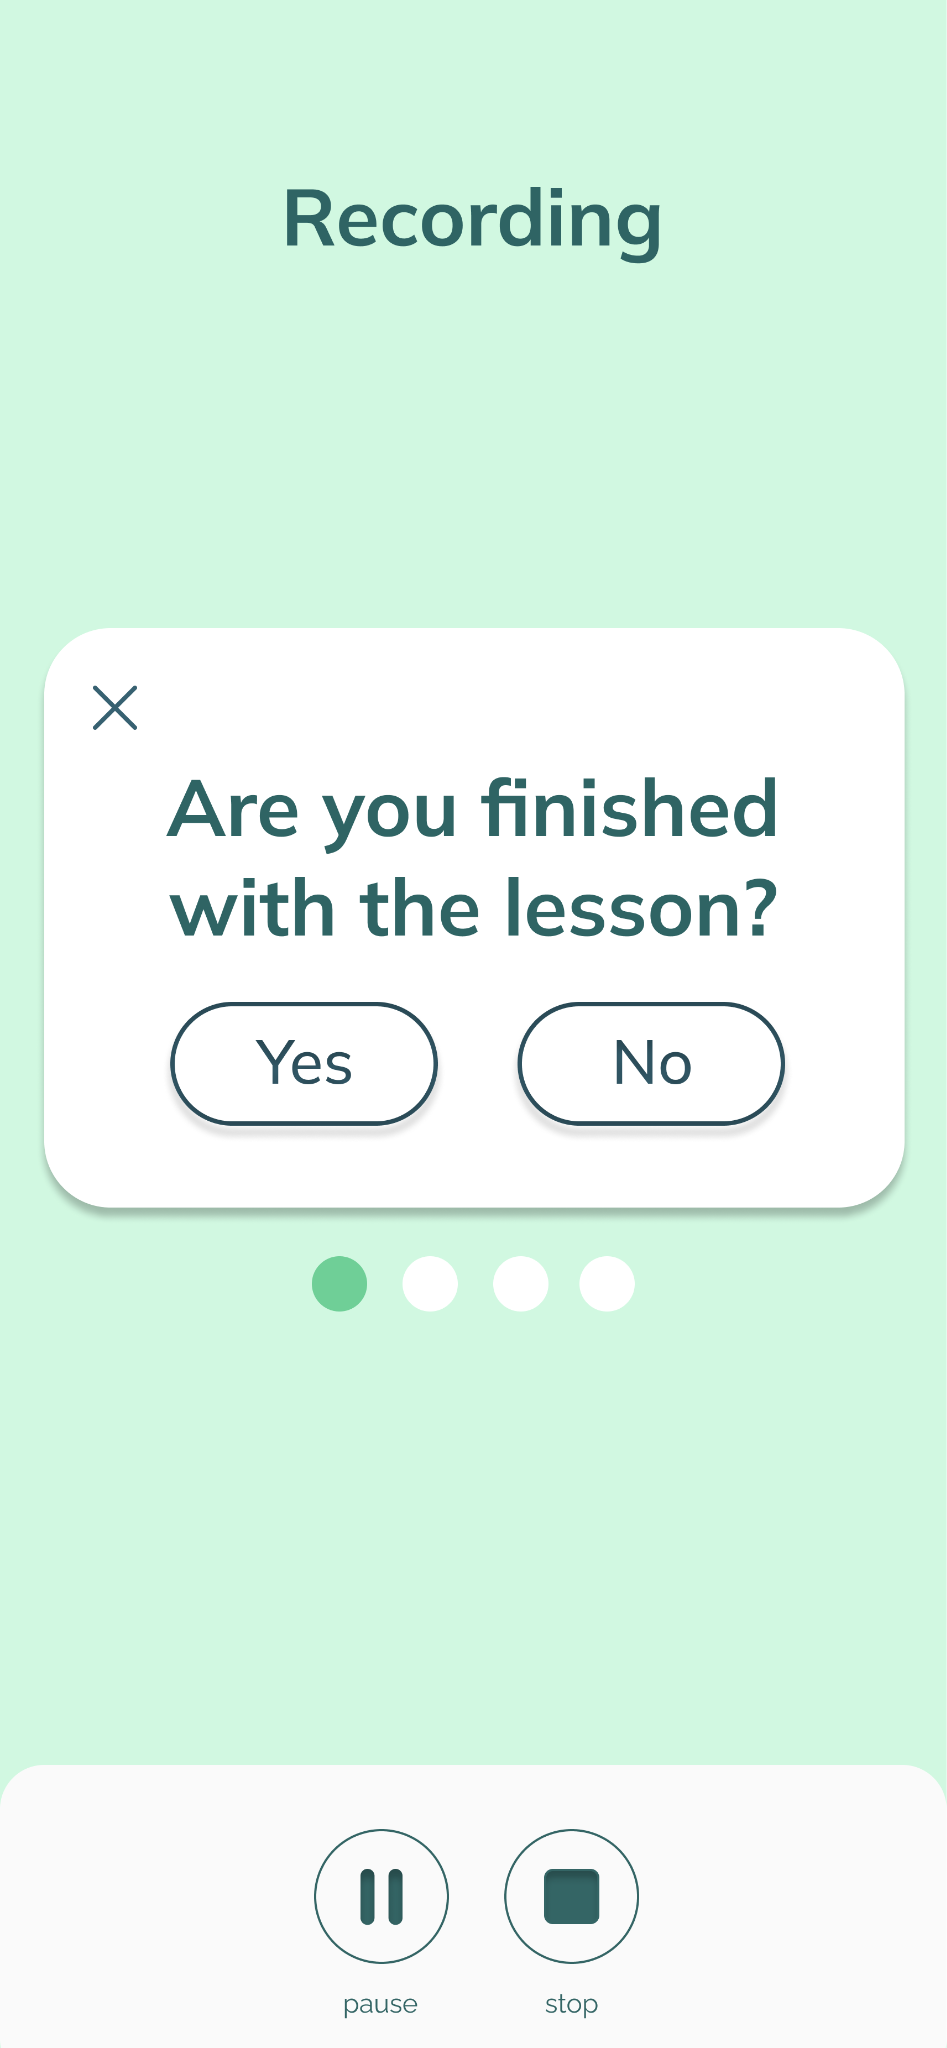 Recording
Are you finished
with the lesson?
Yes No
pause stop